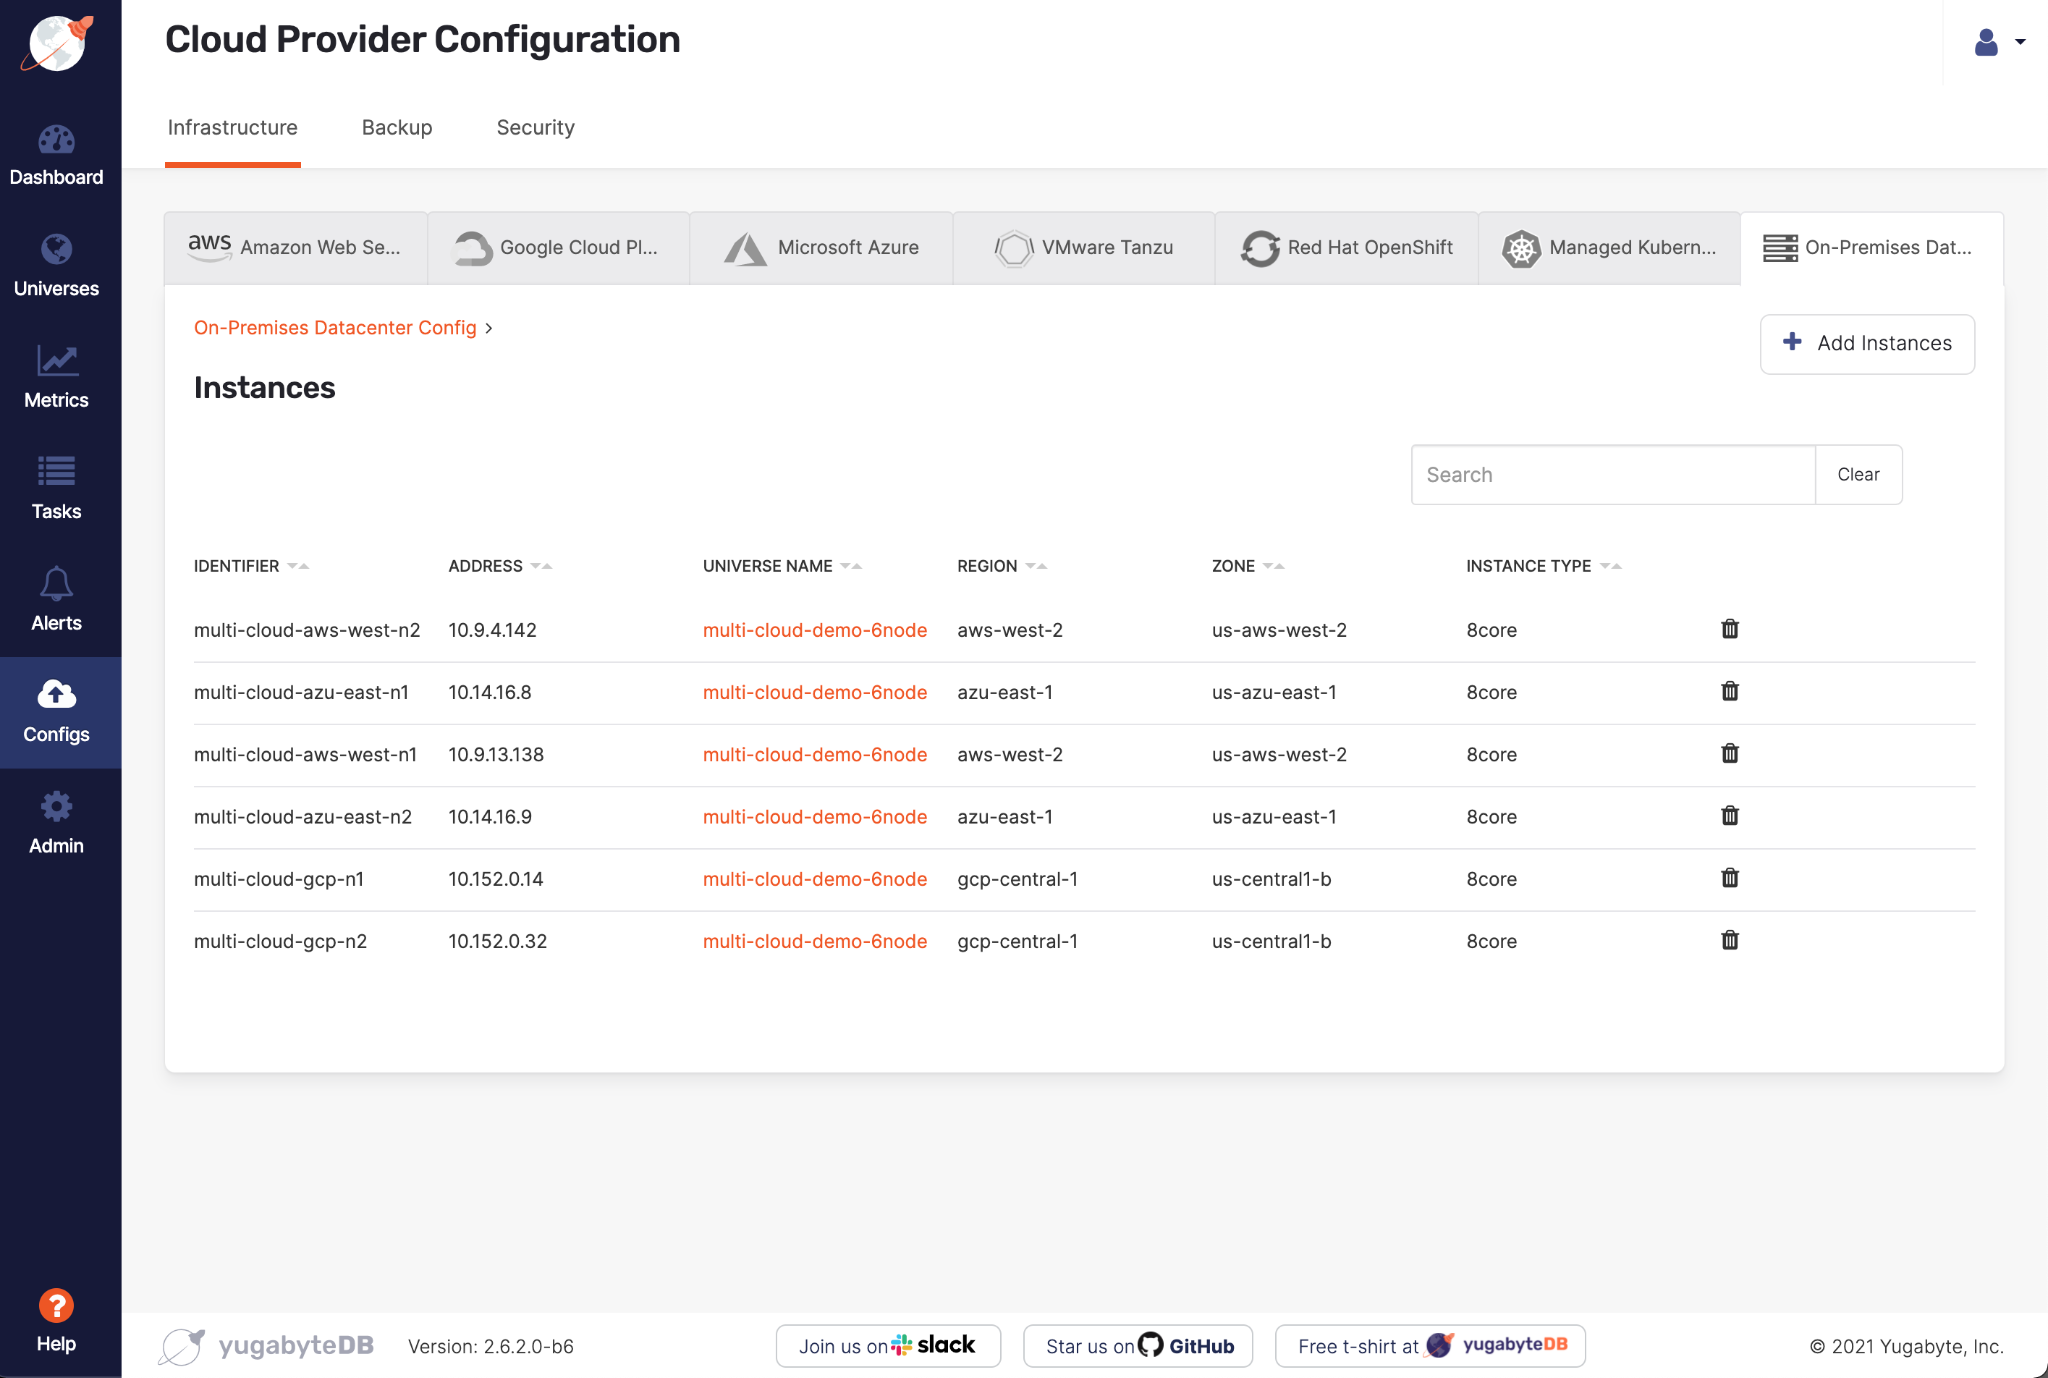 Cloud Provider Configuration
Infrastructure Backup Security
aws Amazon Web Se... Google Cloud Pl... Microsoft Azure VMware Tanzu Red Hat OpenShift Managed Kubern... On-Premises Dat...
On-Premises Datacenter Config >
Add Instances
Instances
Search Clear
IDENTIFIER ADDRESS UNIVERSE NAME REGION ZONE INSTANCE TYPE
multi-cloud-aws-west-n2 10.9.4.142 multi-cloud-demo-6node aws-west-2 us-aws-west-2 8core
multi-cloud-azu-east-n1 10.14.16.8 multi-cloud-demo-6node azu-east-1 us-azu-east-1 8core
multi-cloud-aws-west-n1 10.9.13.138 multi-cloud-demo-6node aws-west-2 us-aws-west-2 8core
multi-cloud-azu-east-n2 10.14.16.9 multi-cloud-demo-6node azu-east-1 us-azu-east-1 8core
multi-cloud-gcp-n1 10.152.0.14 multi-cloud-demo-6node gcp-central-1 us-central1-b 8core
multi-cloud-gcp-n2 10.152.0.32 multi-cloud-demo-6node gcp-central-1 us-central1-b 8core
Dashboard
Universes
Metrics
Tasks
Alerts
Configs
Admin
?
Help
yugabyteDB Version: 2.6.2.0-b6 Join us on slack Star us on GitHub Free t-shirt at yugabyteDB © 2021 Yugabyte, Inc.